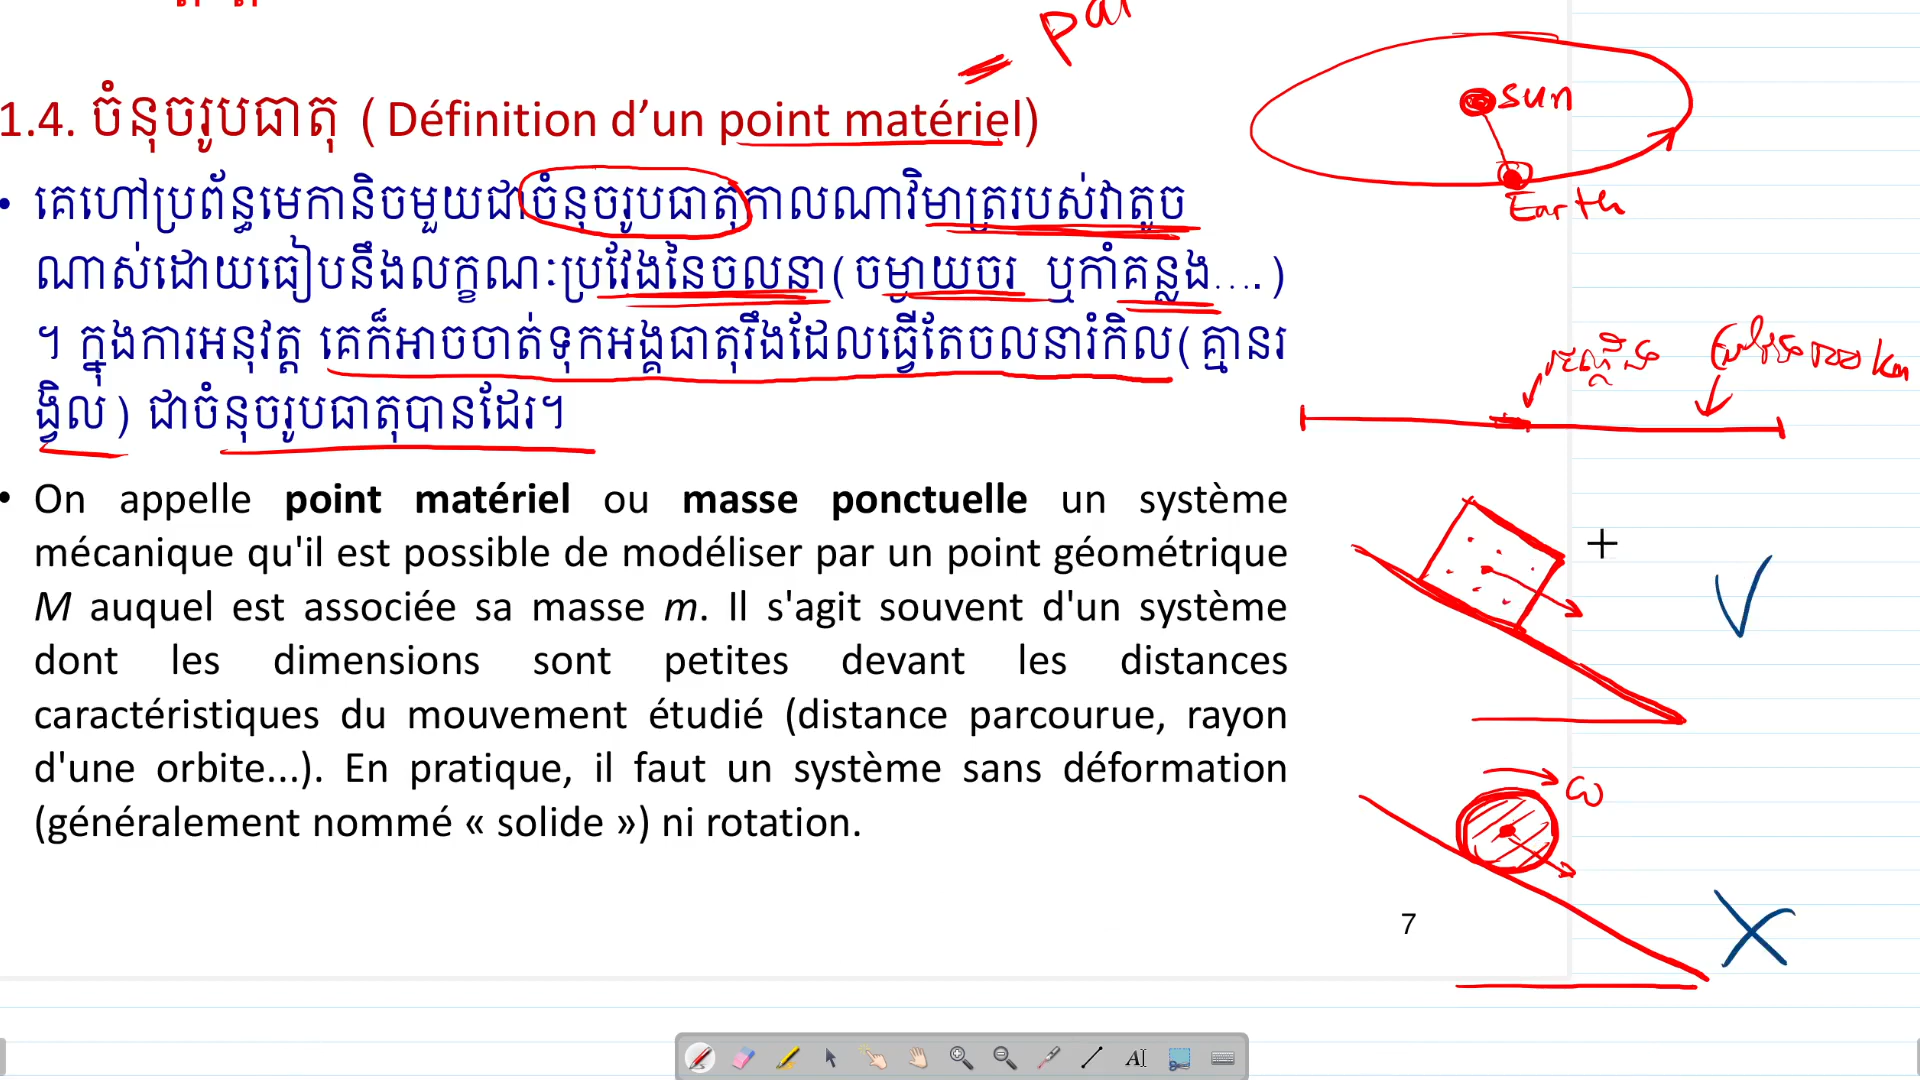 1.4. ចំនុចរូបធាតុ ( Définition d’un point matériel)
• គេហៅប្រព័ន្ធមេកានិចមួយជាចំនុចរូបធាតុកាលណាវិមាត្ររបស់វាតូច
ណាស់ដោយធៀបនឹងលក្ខណៈប្រវែងនៃចលនា(ចម្ងាយចរ ឬកាំគន្លង….)
។ ក្នុងការអនុវត្ត គេក៏អាចចាត់ទុកអង្គធាតុរឹងដែលធ្វើតែចលនារំកិល(គ្មានរ
ង្វិល) ជាចំនុចរូបធាតុបានដែរ។
• On appelle point matériel ou masse ponctuelle un système
mécanique qu'il est possible de modéliser par un point géométrique
M auquel est associée sa masse m. Il s'agit souvent d'un système
dont les dimensions sont petites devant les distances
caractéristiques du mouvement étudié (distance parcourue, rayon
d'une orbite...). En pratique, il faut un système sans déformation
(généralement nommé « solide ») ni rotation.
sun
Earth
km
ω
7